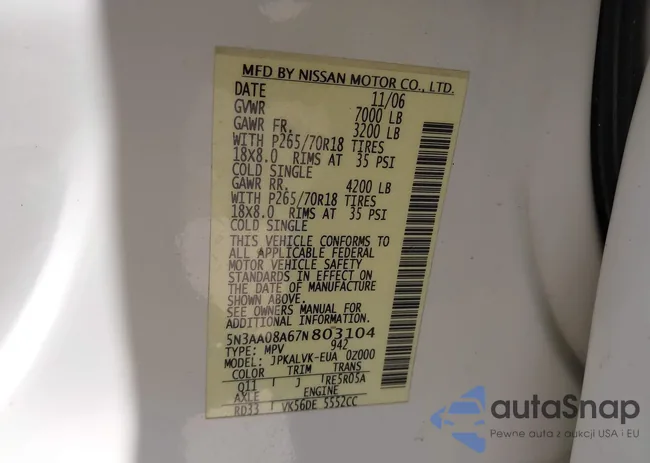 MFD BY NISSAN MOTOR CO., LTD.
DATE 11/06
GVWR 7000 LB
GAWR FR. 3200 LB
WITH P265/70R18 TIRES
18X8.0 RIMS AT 35 PSI
COLD SINGLE
GAWR RR. 4200 LB
WITH P265/70R18 TIRES
18X8.0 RIMS AT 35 PSI
COLD SINGLE
THIS VEHICLE CONFORMS TO
ALL APPLICABLE FEDERAL
MOTOR VEHICLE SAFETY
STANDARDS IN EFFECT ON
THE DATE OF MANUFACTURE
SHOWN ABOVE.
SEE OWNERS MANUAL FOR
ADDITIONAL INFORMATION.
5N3AA08A67N803104
TYPE: MPV 942
MODEL: JPKALVK-EUA 0Z000
COLOR TRIM TRANS
Q11 J RE5R05A
AXLE ENGINE
RD33 VK56DE 5552CC
autoSnap
Pewne auta z aukcji USA i EU